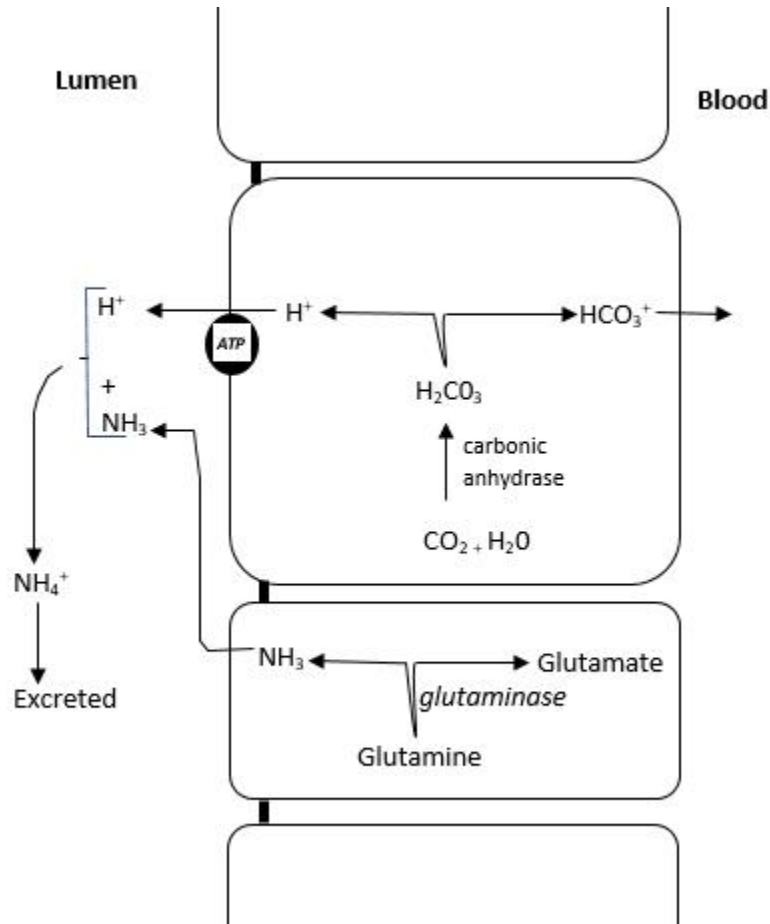 Lumen
Blood
H⁺
H⁺
HCO₃⁺
ATP
H₂C0₃
+
NH₃
carbonic
anhydrase
CO₂ ₊ H₂0
NH₄⁺
NH₃
Glutamate
glutaminase
Excreted
Glutamine